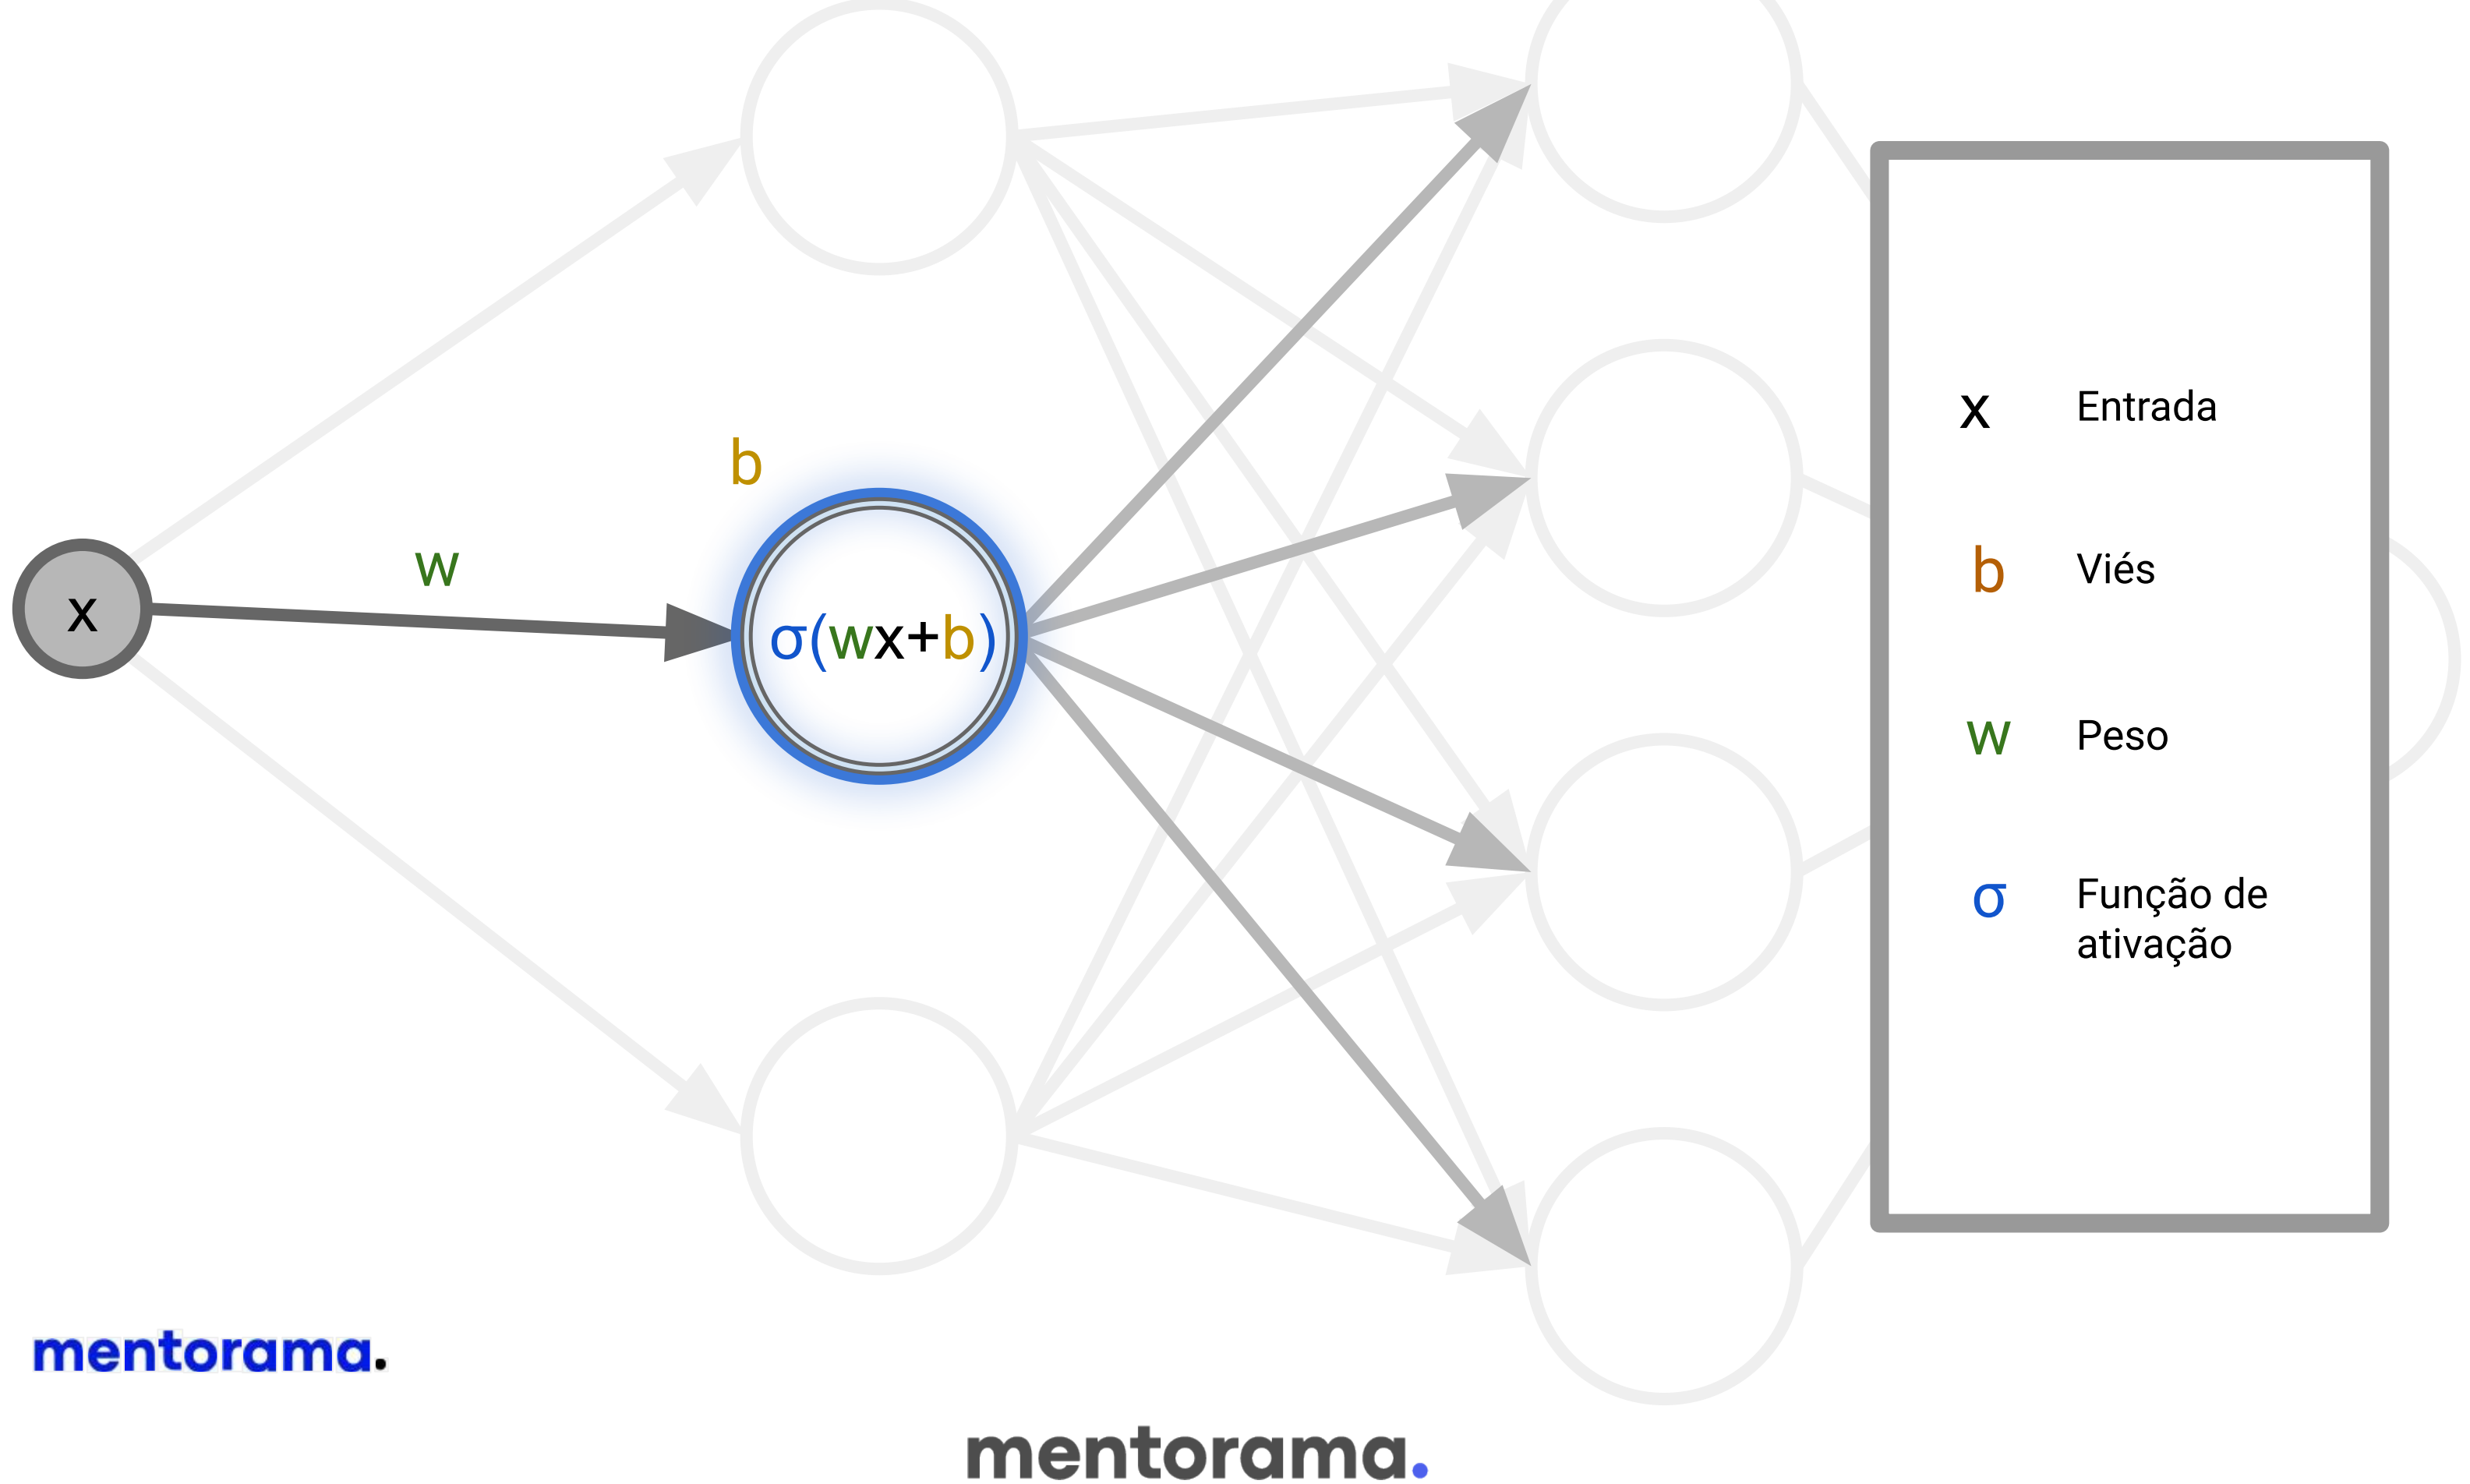 b
w
x
σ(wx+b)
x Entrada
b Viés
w Peso
σ Função de
ativação
mentorama.
mentorama.